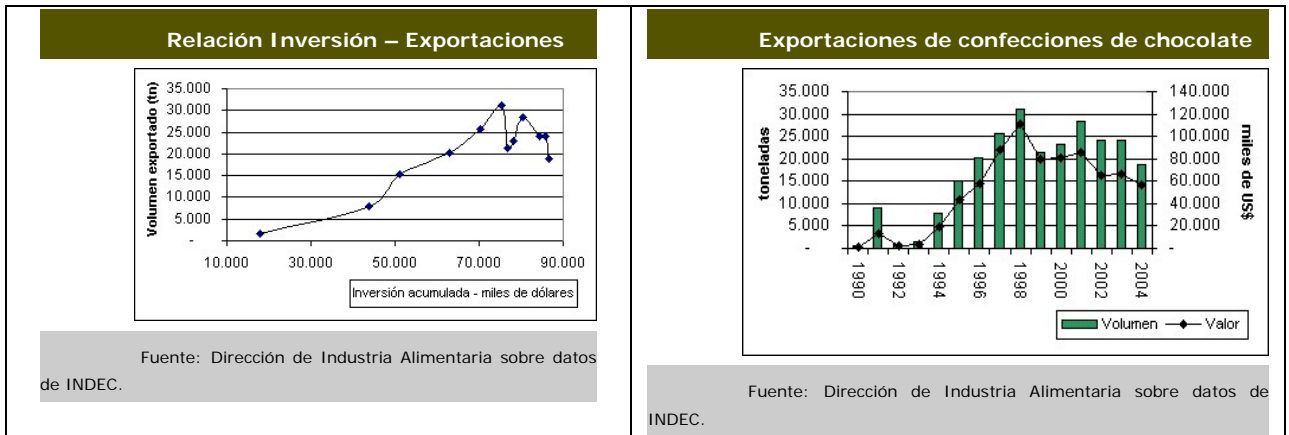 Relación Inversión – Exportaciones
Volumen exportado (tn)
35.000
30.000
25.000
20.000
15.000
10.000
5.000
-
10.000 30.000 50.000 70.000 90.000
Inversión acumulada - miles de dólares
Fuente: Dirección de Industria Alimentaria sobre datos
de INDEC.
Exportaciones de confecciones de chocolate
toneladas
35.000
30.000
25.000
20.000
15.000
10.000
5.000
-
140.000
120.000
100.000
80.000
60.000
40.000
20.000
-
miles de US$
1990 1992 1994 1996 1998 2000 2002 2004
Volumen Valor
Fuente: Dirección de Industria Alimentaria sobre datos de
INDEC.